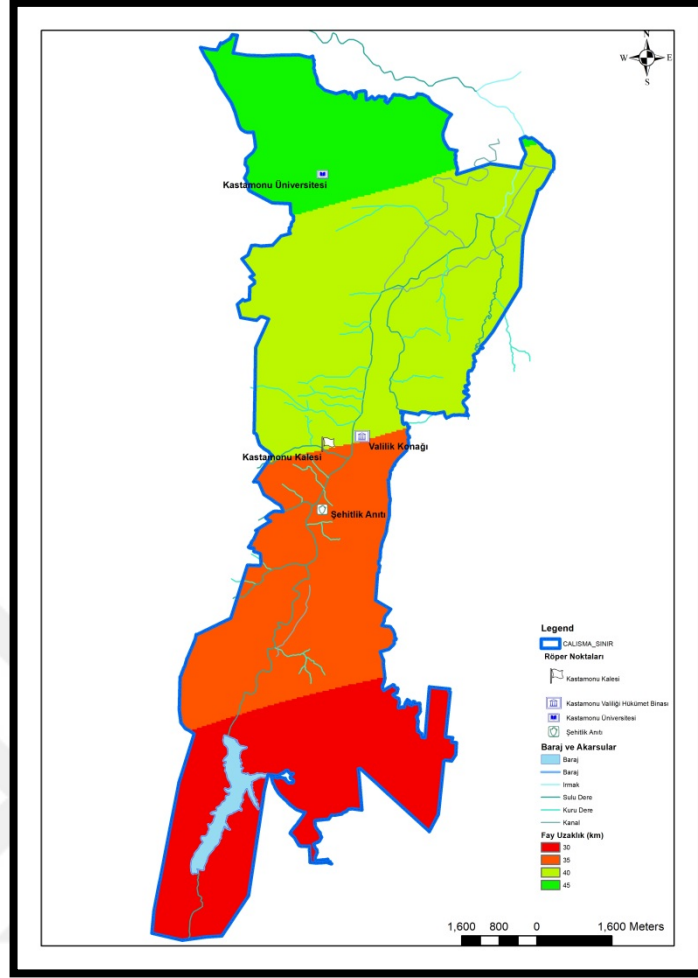 N
W E
S
Kastamonu Üniversitesi
Valilik Konağı
Kastamonu Kalesi
Şehitlik Anıtı
Legend
CALISMA_SINIR
Röper Noktaları
Kastamonu Kalesi
Kastamonu Valiliği Hükümet Binası
Kastamonu Üniversitesi
Şehitlik Anıtı
Baraj ve Akarsular
Baraj
Baraj
Irmak
Sulu Dere
Kuru Dere
Kanal
Fay Uzaklık (km)
30
35
40
45
1,600 800 0 1,600 Meters